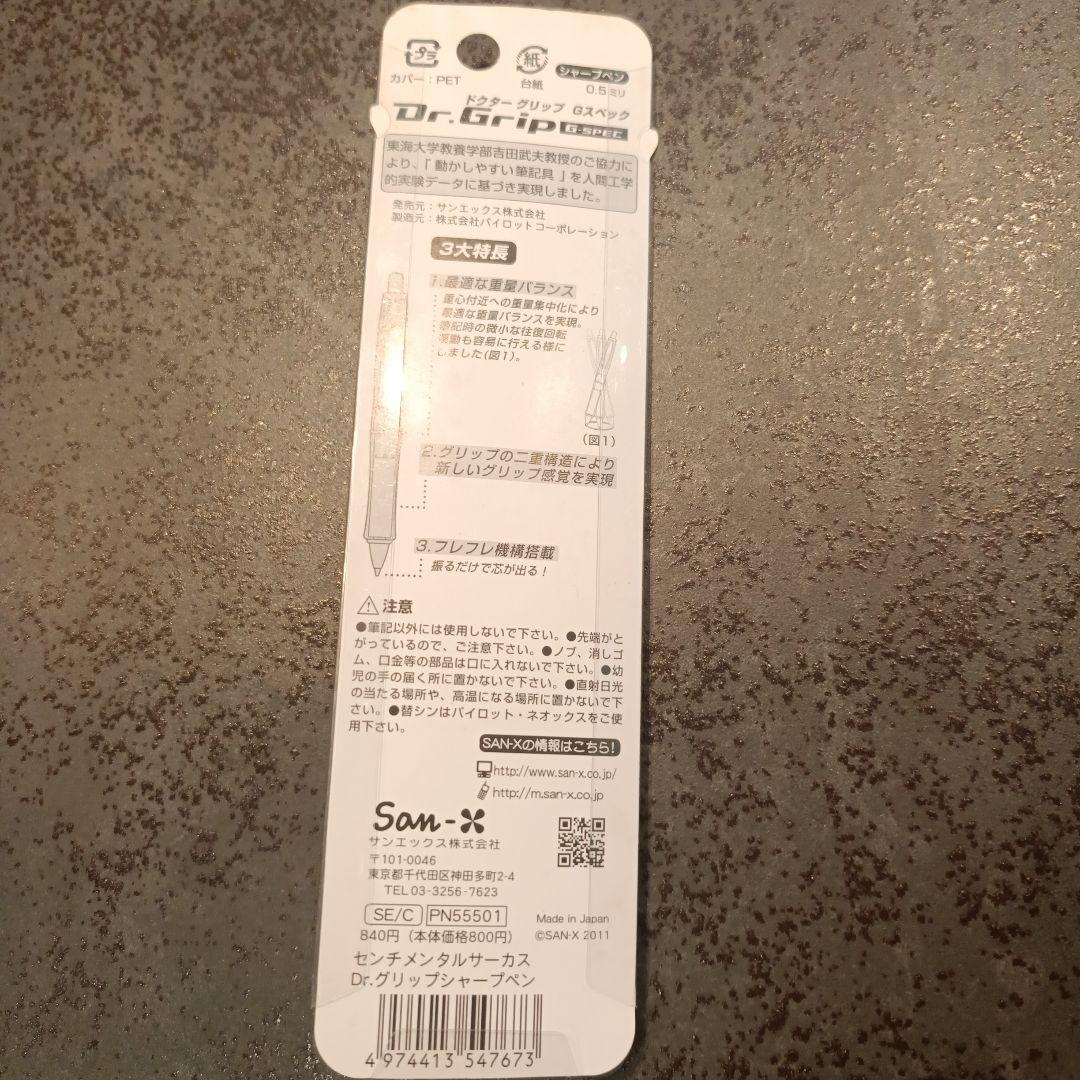 プラ
カバー：PET
紙
台紙
シャープペン
0.5ミリ
ドクター グリップ Gスペック
Dr.Grip G-SPEC
東海大学教養学部吉田武夫教授のご協力に
より、「動かしやすい筆記具」を人間工学
的実験データに基づき実現しました。
発売元：サンエックス株式会社
製造元：株式会社パイロットコーポレーション
3大特長
1.最適な重量バランス
重心付近への重量集中化により
最適な重量バランスを実現。
筆記時の微小な往復回転
運動も容易に行える様に
しました(図1)。
(図1)
2.グリップの二重構造により
新しいグリップ感覚を実現
3.フレフレ機構搭載
振るだけで芯が出る！
注意
●筆記以外には使用しないで下さい。●先端がと
がっているので、ご注意下さい。●ノブ、消しゴ
ム、口金等の部品は口に入れないで下さい。●幼
児の手の届く所に置かないで下さい。●直射日光
の当たる場所や、高温になる場所に置かないで下
さい。●替シンはパイロット・ネオックスをご使
用下さい。
SAN-Xの情報はこちら!
http://www.san-x.co.jp/
http://m.san-x.co.jp
San-X
サンエックス株式会社
〒101-0046
東京都千代田区神田多町2-4
TEL 03-3256-7623
SE/C PN55501
Made in Japan
840円（本体価格800円）
©SAN-X 2011
センチメンタルサーカス
Dr.グリップシャープペン
4 974413 547673